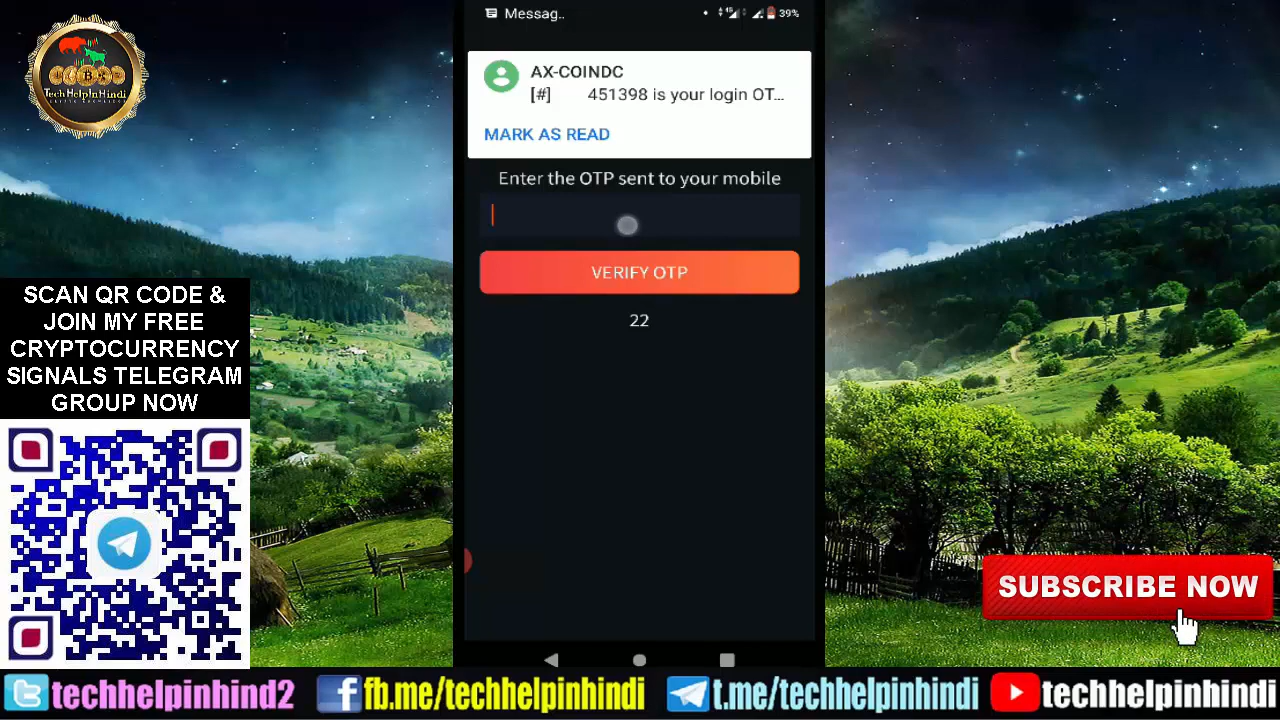 TechHelpInHindi
SCAN QR CODE &
JOIN MY FREE
CRYPTOCURRENCY
SIGNALS TELEGRAM
GROUP NOW
Messag..
39%
AX-COINDC
[#] 451398 is your login OT...
MARK AS READ
Enter the OTP sent to your mobile
VERIFY OTP
22
SUBSCRIBE NOW
techhelpinhind2
fb.me/techhelpinhindi
t.me/techhelpinhindi
techhelpinhindi